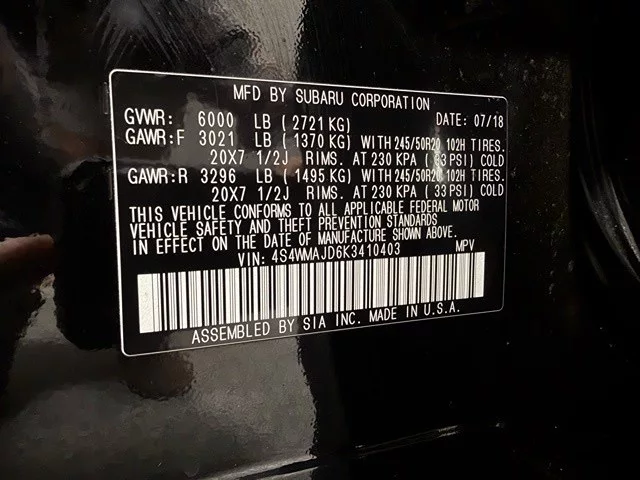 MFD BY SUBARU CORPORATION
GVWR: 6000 LB ( 2721 KG) DATE: 07/18
GAWR:F 3021 LB ( 1370 KG) WITH 245/50R20 102H TIRES.
20X7 1/2J RIMS. AT 230 KPA ( 33 PSI) COLD
GAWR:R 3296 LB ( 1495 KG) WITH 245/50R20 102H TIRES.
20X7 1/2J RIMS. AT 230 KPA ( 33 PSI) COLD
THIS VEHICLE CONFORMS TO ALL APPLICABLE FEDERAL MOTOR
VEHICLE SAFETY AND THEFT PREVENTION STANDARDS
IN EFFECT ON THE DATE OF MANUFACTURE SHOWN ABOVE.
VIN: 4S4WMAJD6K3410403 MPV
ASSEMBLED BY SIA INC. MADE IN U.S.A.